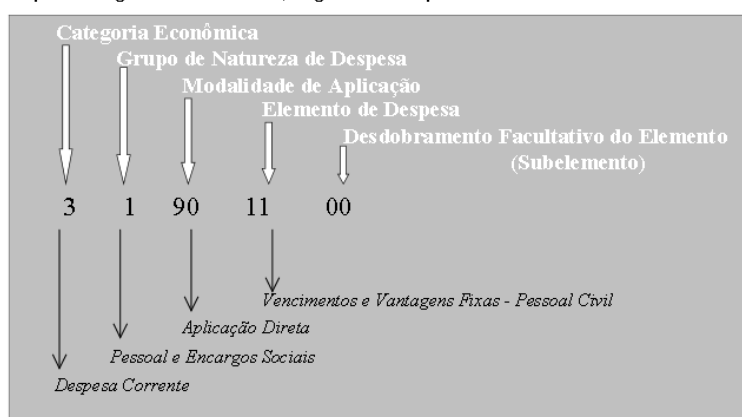 Categoria Econômica
Grupo de Natureza de Despesa
Modalidade de Aplicação
Elemento de Despesa
Desdobramento Facultativo do Elemento
(Subelemento)
3 1 90 11 00
Vencimentos e Vantagens Fixas - Pessoal Civil
Aplicação Direta
Pessoal e Encargos Sociais
Despesa Corrente